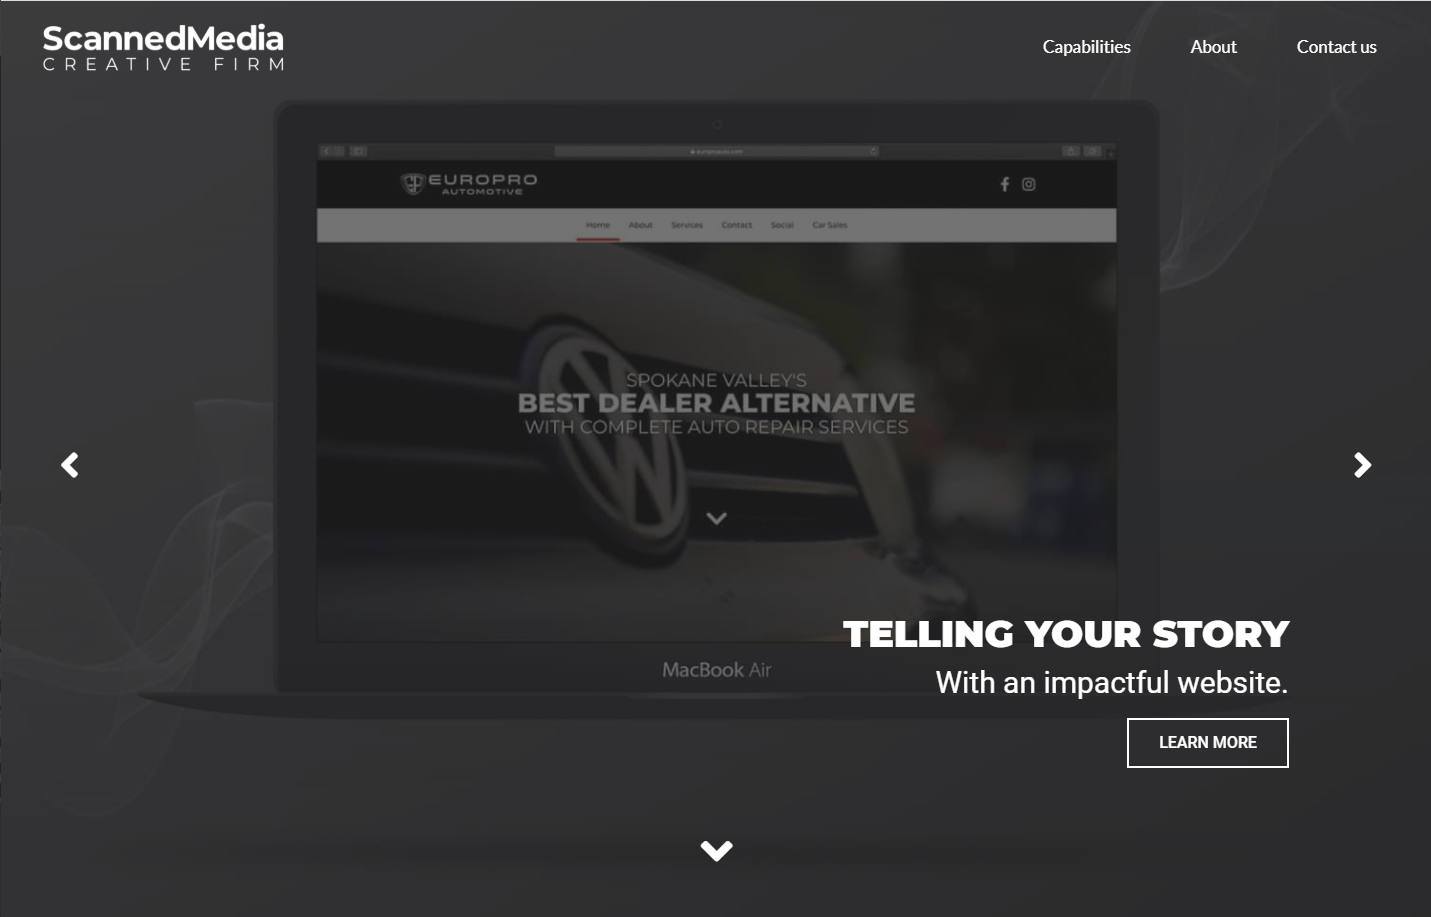 ScannedMedia
CREATIVE FIRM
Capabilities
About
Contact us
EUROPRO
AUTOMOTIVE
Home
About
Services
Contact
Social
Car Sales
SPOKANE VALLEY'S
BEST DEALER ALTERNATIVE
WITH COMPLETE AUTO REPAIR SERVICES
TELLING YOUR STORY
MacBook Air
With an impactful website.
LEARN MORE